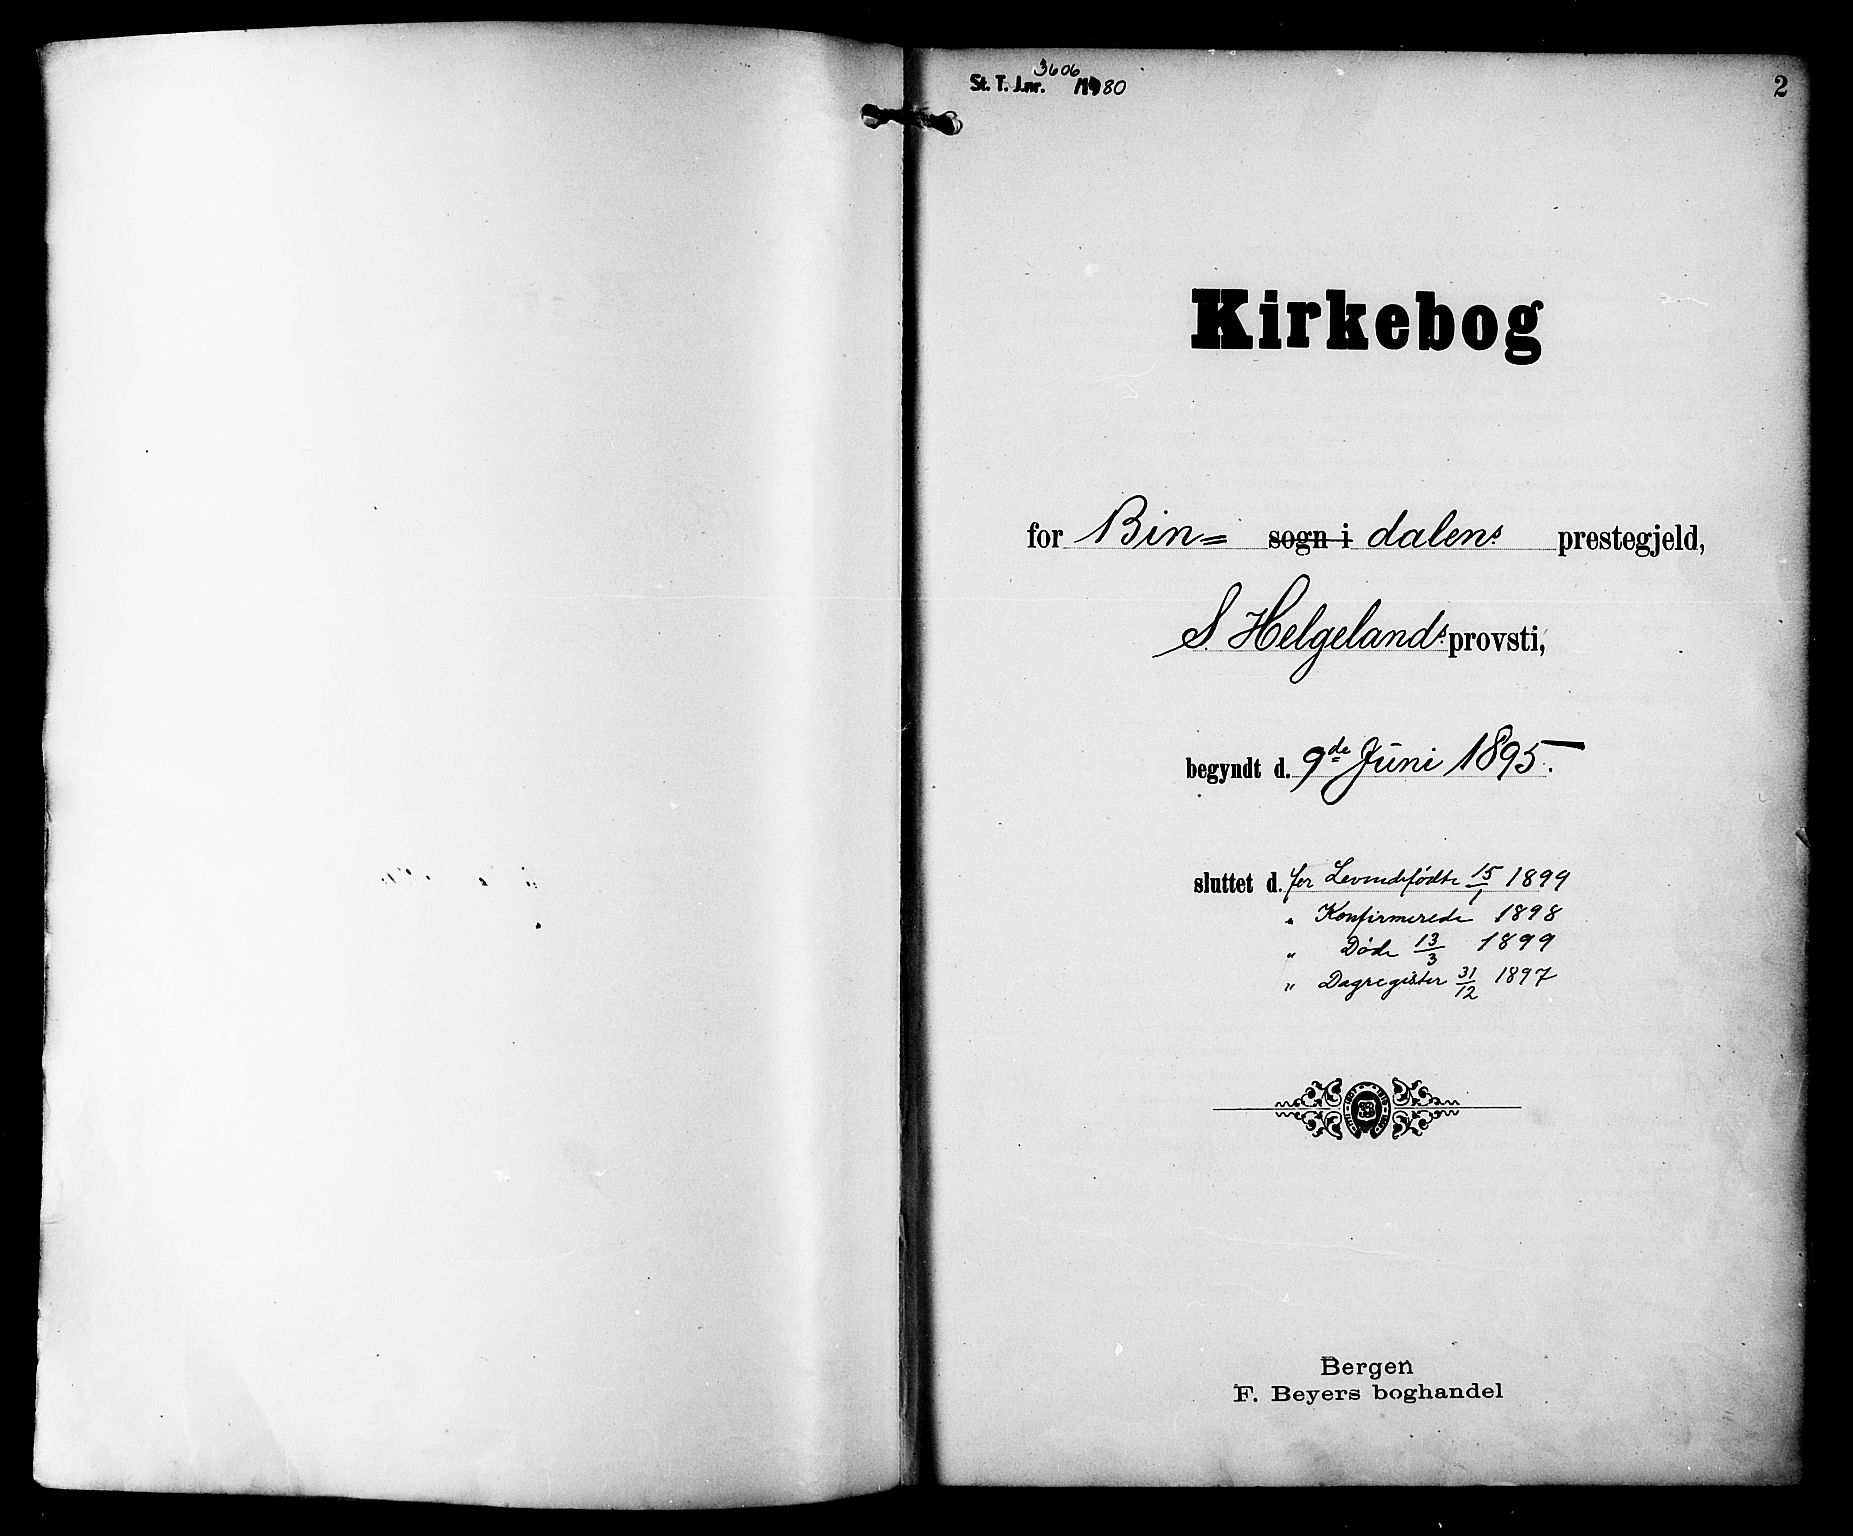 3606
St. T. J.nr. /1980
2
Kirkebog
for Bin= sogn i dalens prestegjeld,
S. Helgelands provsti,
begyndt d. 9de Juni 1895.
sluttet d. for Levendefødte 15/1 1899
" Konfirmerede 1898
" Døde 13/3 1899
" Dagregister 31/12 1897
Bergen
F. Beyers boghandel